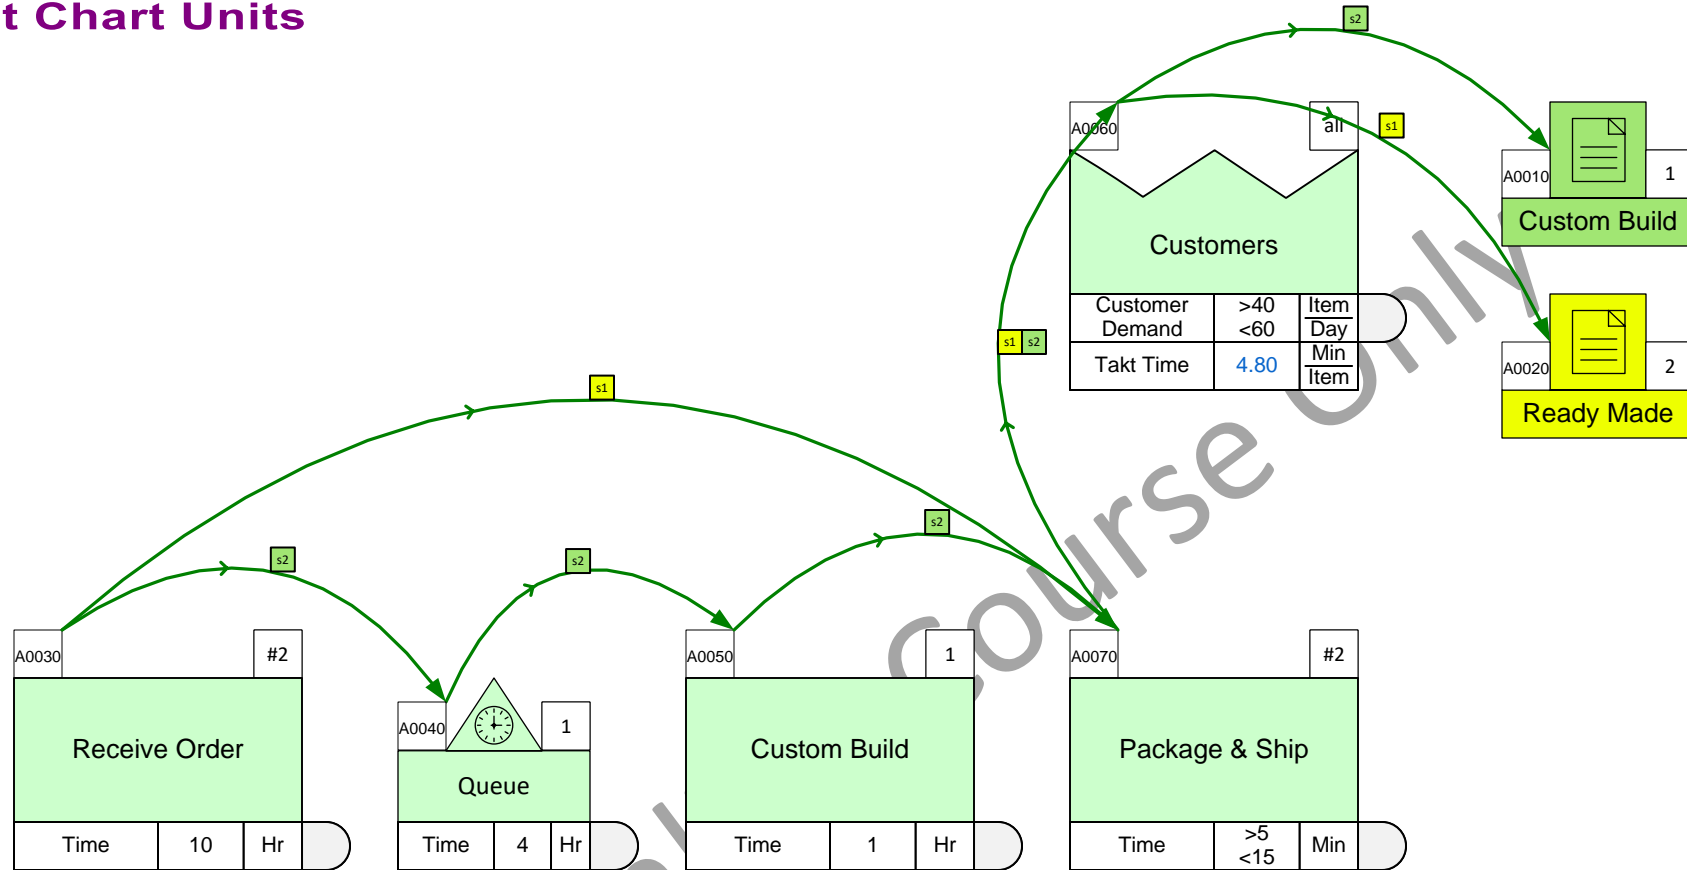 t Chart Units
s2
A0060
all
s1
A0010
1
Custom Build
Customers
Customer Demand
>40
<60
Item
Day
Takt Time
4.80
Min
Item
A0020
2
Ready Made
s1 s2
s1
s2
s2
s2
A0030
#2
Receive Order
Time 10 Hr
A0040
1
Queue
Time 4 Hr
A0050
1
Custom Build
Time 1 Hr
A0070
#2
Package & Ship
Time
>5
<15
Min
Course Only